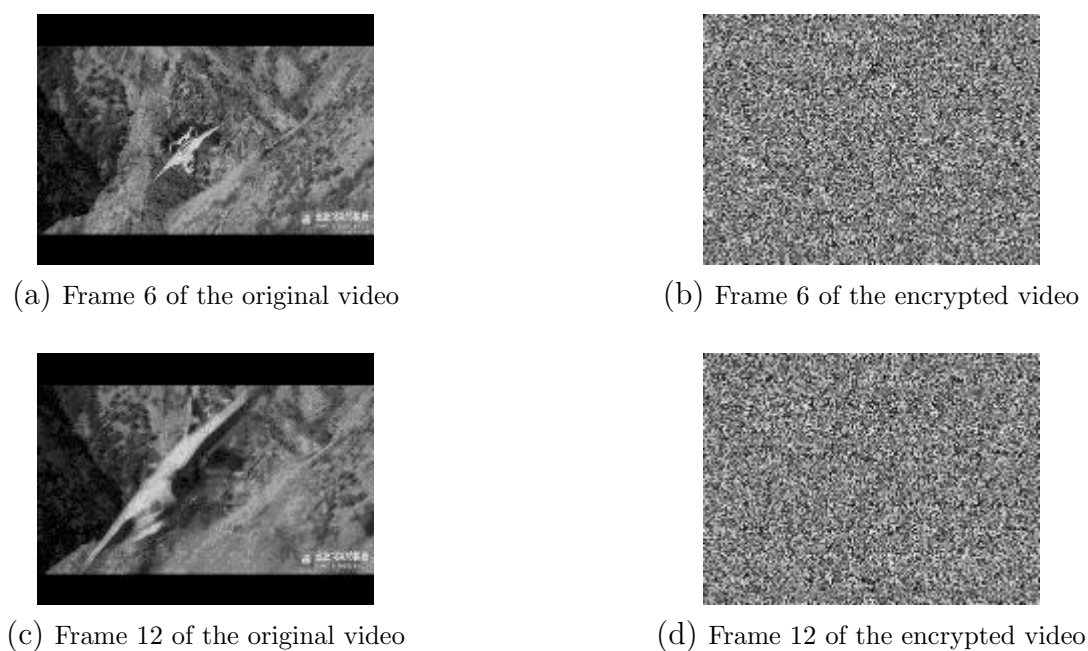 (a) Frame 6 of the original video
(b) Frame 6 of the encrypted video
(c) Frame 12 of the original video
(d) Frame 12 of the encrypted video